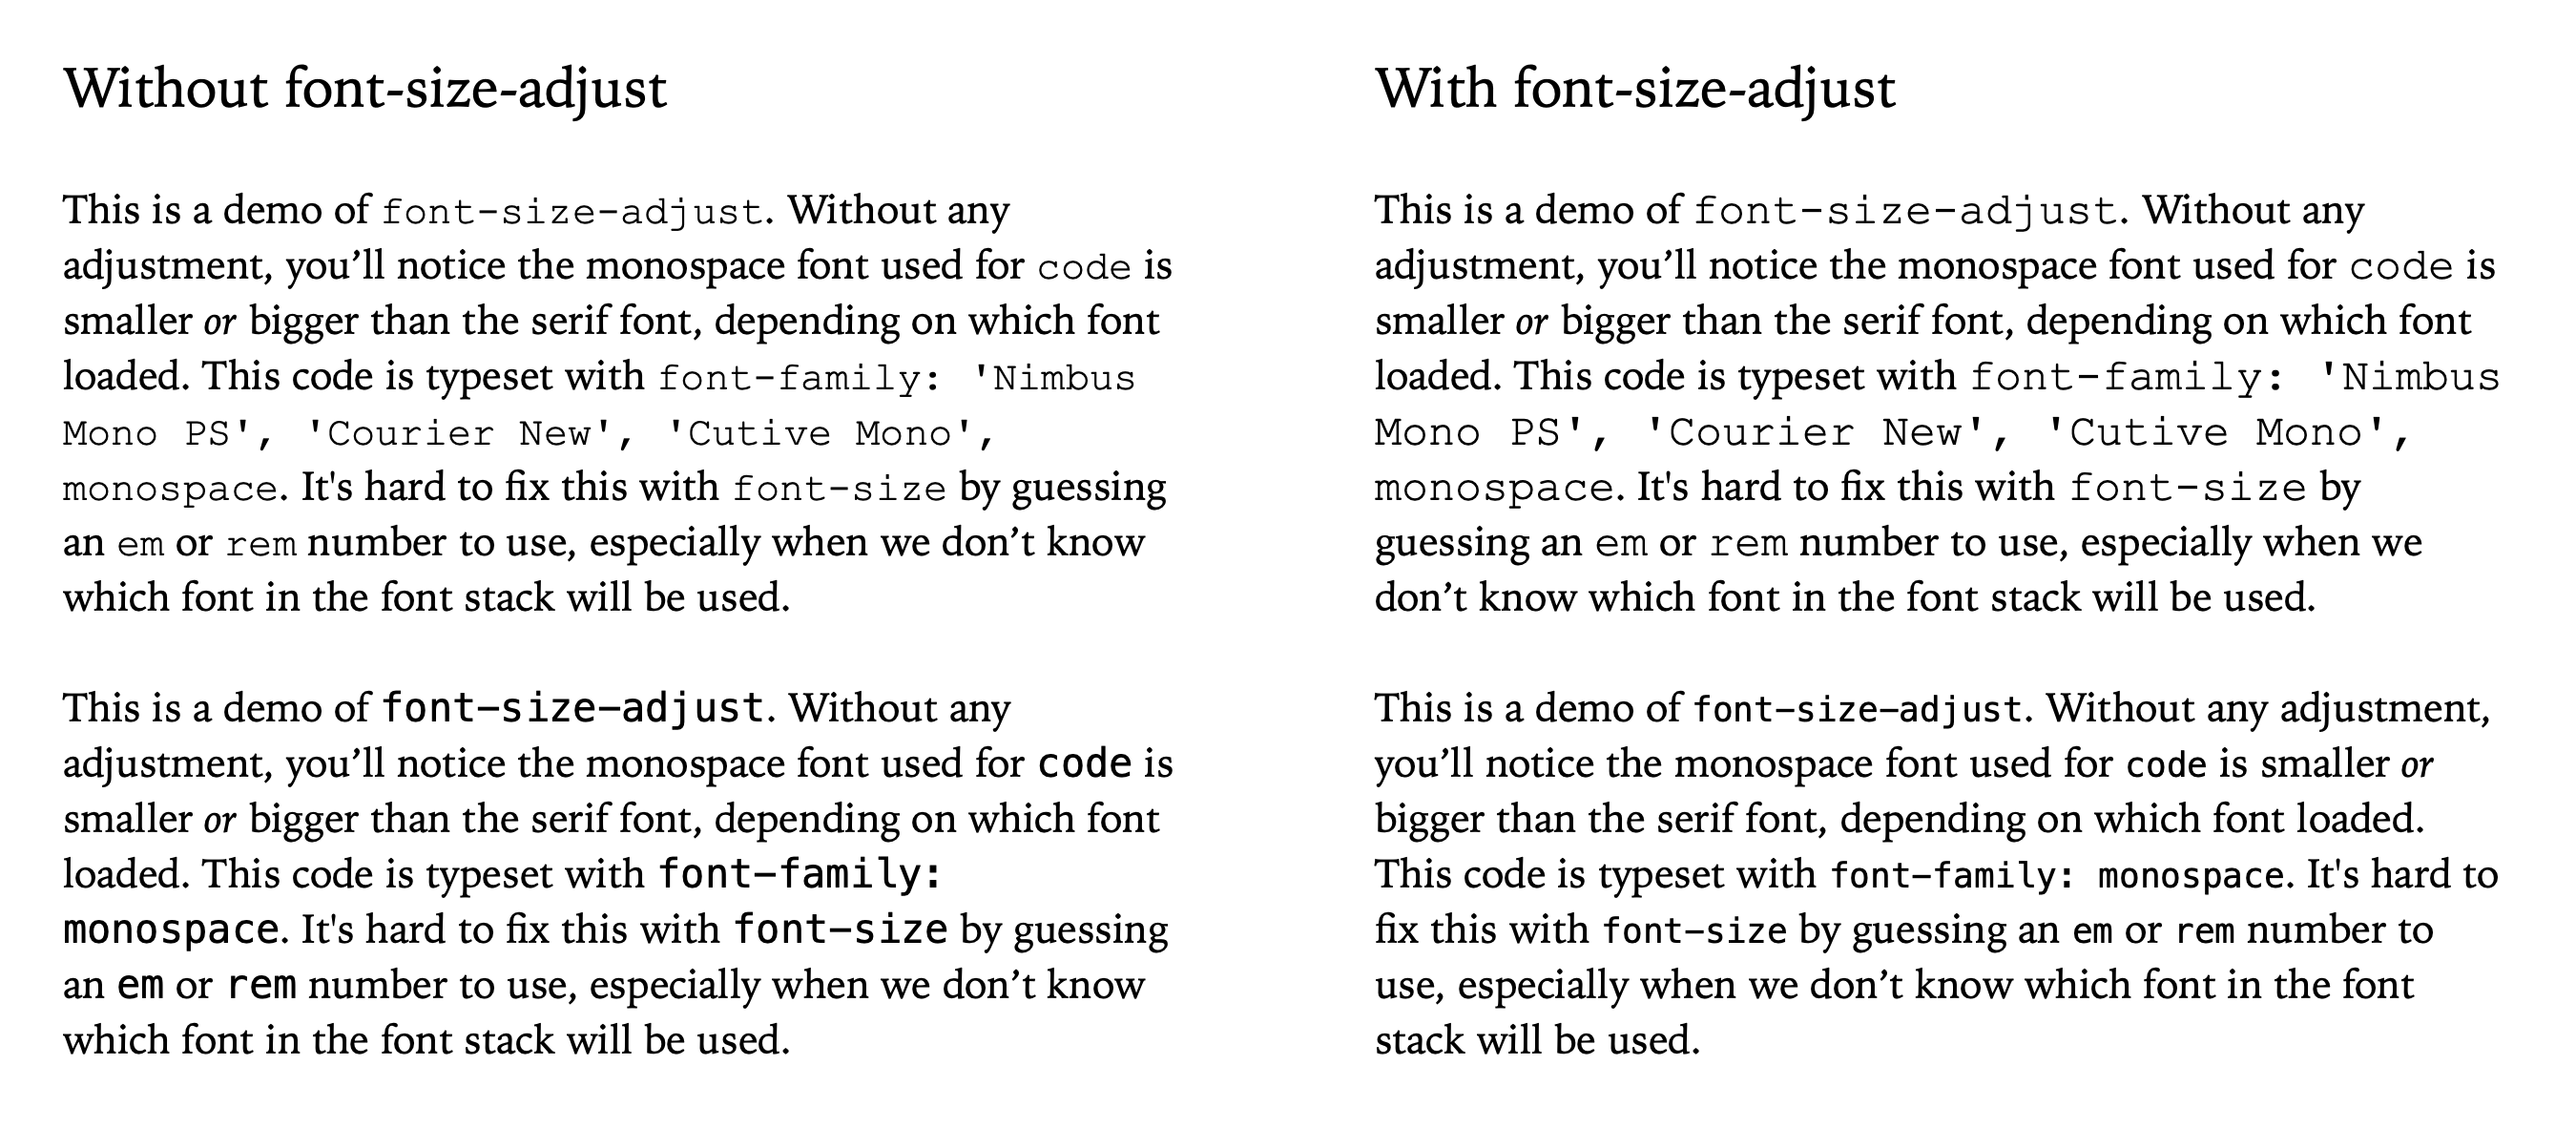 Without font-size-adjust
This is a demo of font-size-adjust. Without any
adjustment, you’ll notice the monospace font used for code is
smaller or bigger than the serif font, depending on which font
loaded. This code is typeset with font-family: 'Nimbus
Mono PS', 'Courier New', 'Cutive Mono',
monospace. It's hard to fix this with font-size by guessing
an em or rem number to use, especially when we don’t know
which font in the font stack will be used.
This is a demo of font-size-adjust. Without any
adjustment, you’ll notice the monospace font used for code is
smaller or bigger than the serif font, depending on which font
loaded. This code is typeset with font-family:
monospace. It's hard to fix this with font-size by guessing
an em or rem number to use, especially when we don’t know
which font in the font stack will be used.
With font-size-adjust
This is a demo of font-size-adjust. Without any
adjustment, you’ll notice the monospace font used for code is
smaller or bigger than the serif font, depending on which font
loaded. This code is typeset with font-family: 'Nimbus
Mono PS', 'Courier New', 'Cutive Mono',
monospace. It's hard to fix this with font-size by
guessing an em or rem number to use, especially when we
don’t know which font in the font stack will be used.
This is a demo of font-size-adjust. Without any adjustment,
you’ll notice the monospace font used for code is smaller or
bigger than the serif font, depending on which font loaded.
This code is typeset with font-family: monospace. It's hard to
fix this with font-size by guessing an em or rem number to
use, especially when we don’t know which font in the font
stack will be used.